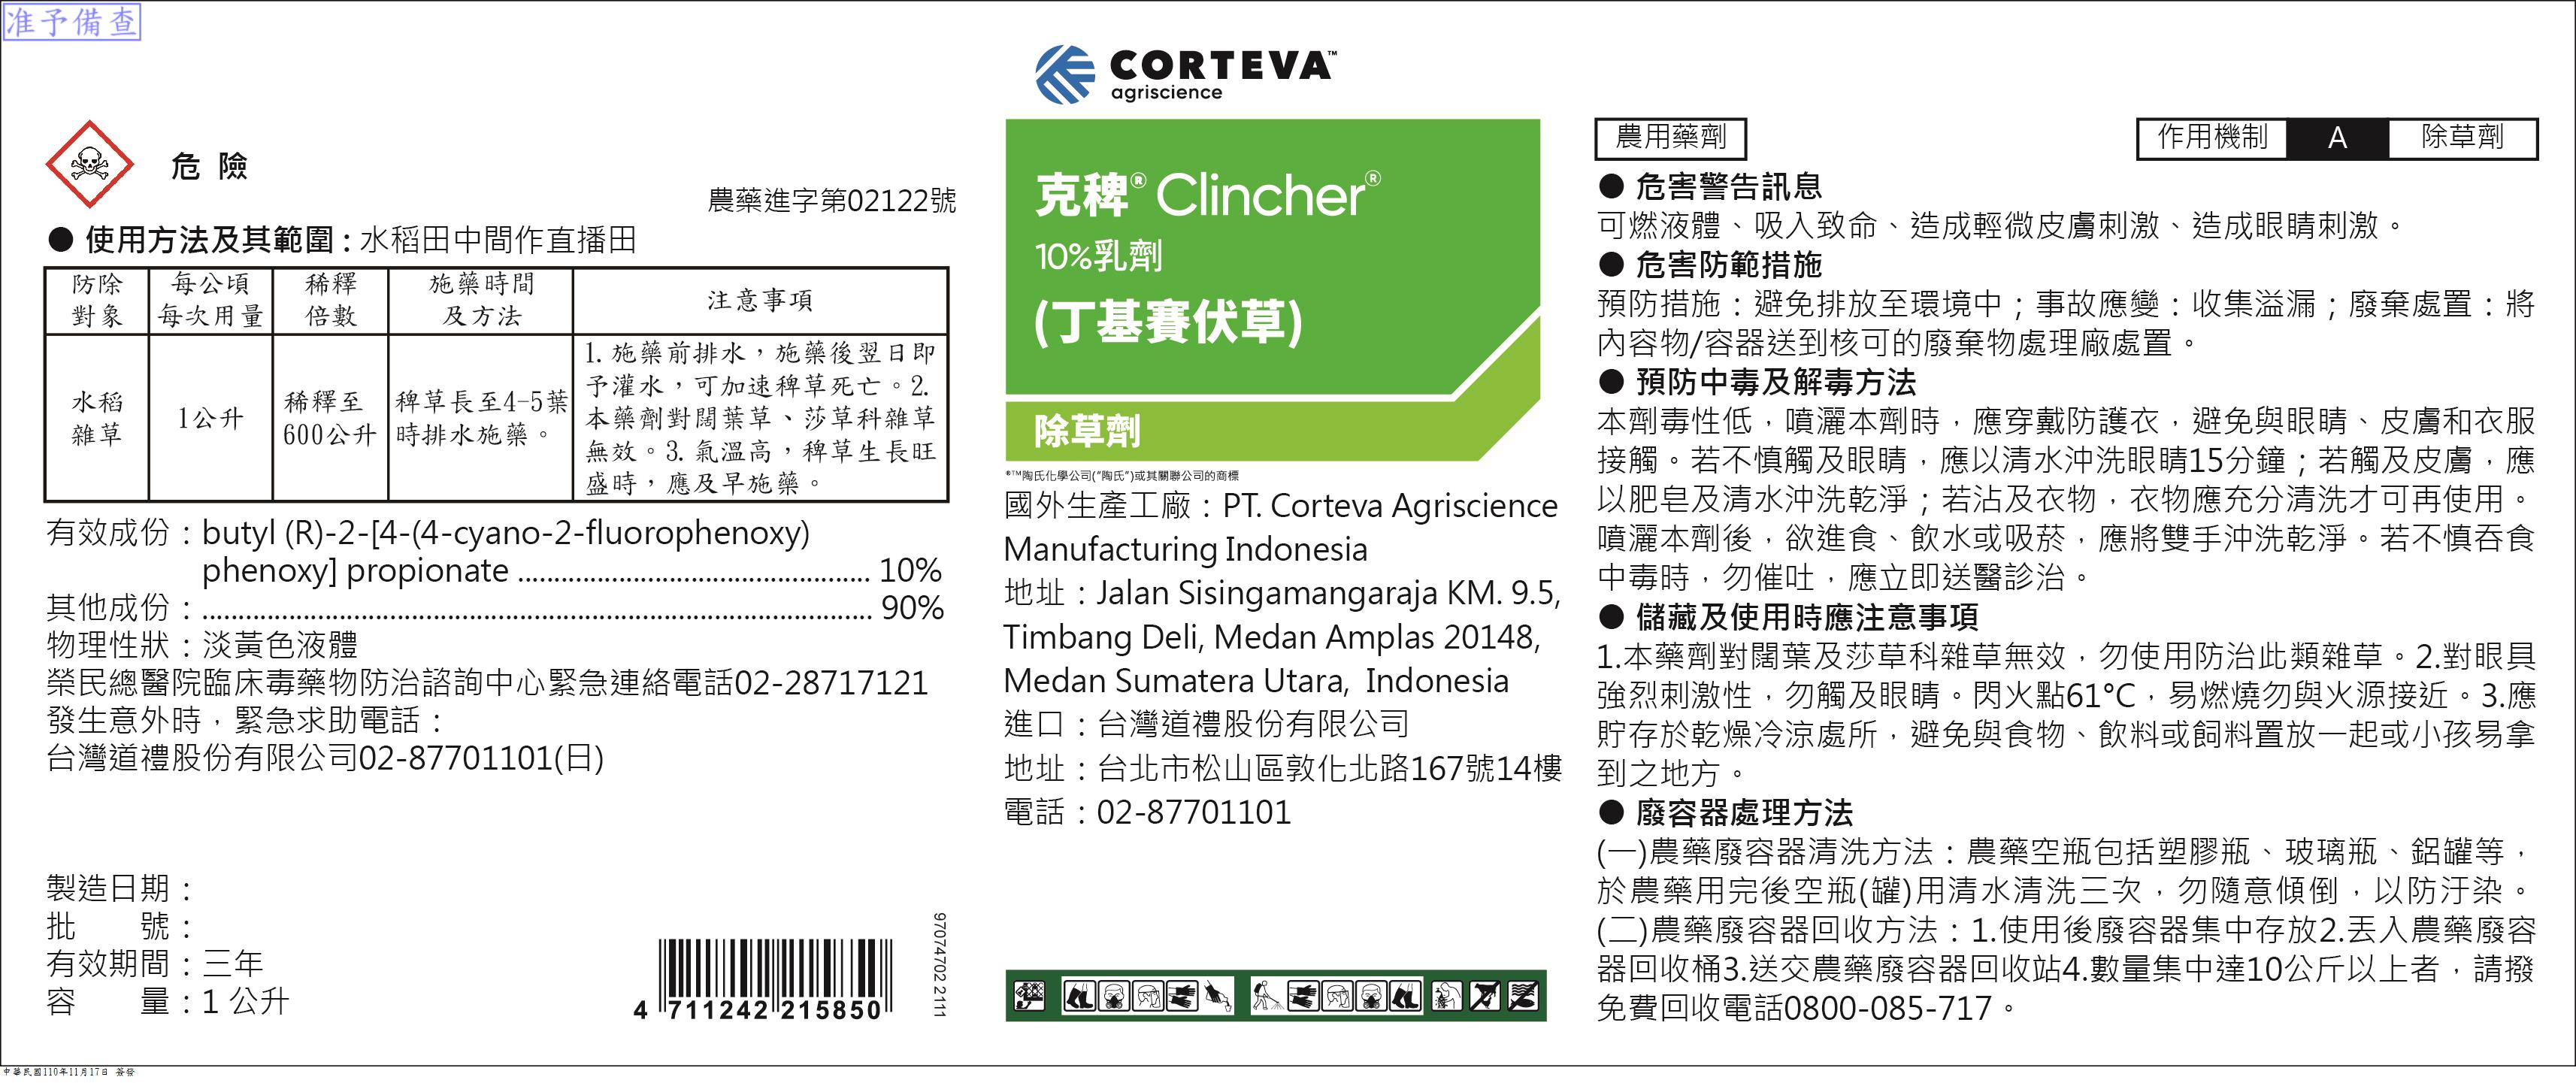 准予備查
危 險
農藥進字第02122號
● 使用方法及其範圍 : 水稻田中間作直播田
防除
對象
每公頃
每次用量
稀釋
倍數
施藥時間
及方法
注意事項
水稻
雜草
1公升
稀釋至
600公升
稗草長至4-5葉
時排水施藥。
1. 施藥前排水，施藥後翌日即
予灌水，可加速稗草死亡。2.
本藥劑對闊葉草、莎草科雜草
無效。3. 氣溫高，稗草生長旺
盛時，應及早施藥。
有效成份：butyl (R)-2-[4-(4-cyano-2-fluorophenoxy)
phenoxy] propionate ................................................ 10%
其他成份：............................................................................................ 90%
物理性狀：淡黃色液體
榮民總醫院臨床毒藥物防治諮詢中心緊急連絡電話02-28717121
發生意外時，緊急求助電話：
台灣道禮股份有限公司02-87701101(日)
製造日期：
批　　號：
有效期間：三年
容　　量：1 公升
4 711242 215850
97074702 2111
CORTEVA™
agriscience
克稗® Clincher®
10%乳劑
(丁基賽伏草)
除草劑
®™陶氏化學公司("陶氏")或其關聯公司的商標
國外生產工廠：PT. Corteva Agriscience
Manufacturing Indonesia
地址：Jalan Sisingamangaraja KM. 9.5,
Timbang Deli, Medan Amplas 20148,
Medan Sumatera Utara, Indonesia
進口：台灣道禮股份有限公司
地址：台北市松山區敦化北路167號14樓
電話：02-87701101
農用藥劑
作用機制 A 除草劑
● 危害警告訊息
可燃液體、吸入致命、造成輕微皮膚刺激、造成眼睛刺激。
● 危害防範措施
預防措施：避免排放至環境中；事故應變：收集溢漏；廢棄處置：將
內容物/容器送到核可的廢棄物處理廠處置。
● 預防中毒及解毒方法
本劑毒性低，噴灑本劑時，應穿戴防護衣，避免與眼睛、皮膚和衣服
接觸。若不慎觸及眼睛，應以清水沖洗眼睛15分鐘；若觸及皮膚，應
以肥皂及清水沖洗乾淨；若沾及衣物，衣物應充分清洗才可再使用。
噴灑本劑後，欲進食、飲水或吸菸，應將雙手沖洗乾淨。若不慎吞食
中毒時，勿催吐，應立即送醫診治。
● 儲藏及使用時應注意事項
1.本藥劑對闊葉及莎草科雜草無效，勿使用防治此類雜草。2.對眼具
強烈刺激性，勿觸及眼睛。閃火點61°C，易燃燒勿與火源接近。3.應
貯存於乾燥冷涼處所，避免與食物、飲料或飼料置放一起或小孩易拿
到之地方。
● 廢容器處理方法
(一)農藥廢容器清洗方法：農藥空瓶包括塑膠瓶、玻璃瓶、鋁罐等，
於農藥用完後空瓶(罐)用清水清洗三次，勿隨意傾倒，以防汙染。
(二)農藥廢容器回收方法：1.使用後廢容器集中存放2.丟入農藥廢容
器回收桶3.送交農藥廢容器回收站4.數量集中達10公斤以上者，請撥
免費回收電話0800-085-717。
中華民國110年11月17日 簽發